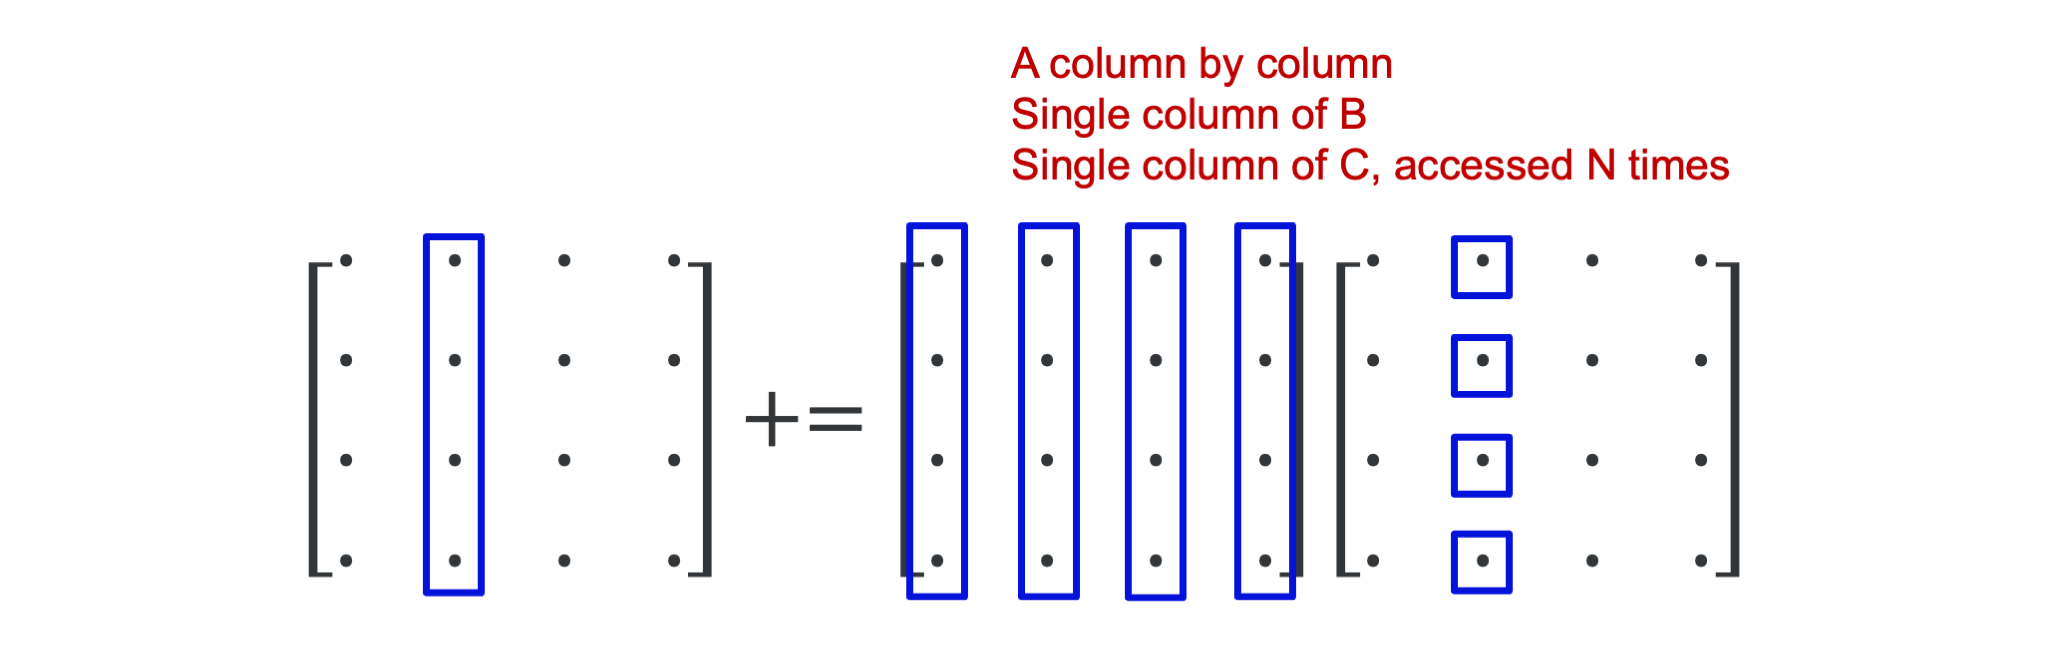 A column by column
Single column of B
Single column of C, accessed N times
+=